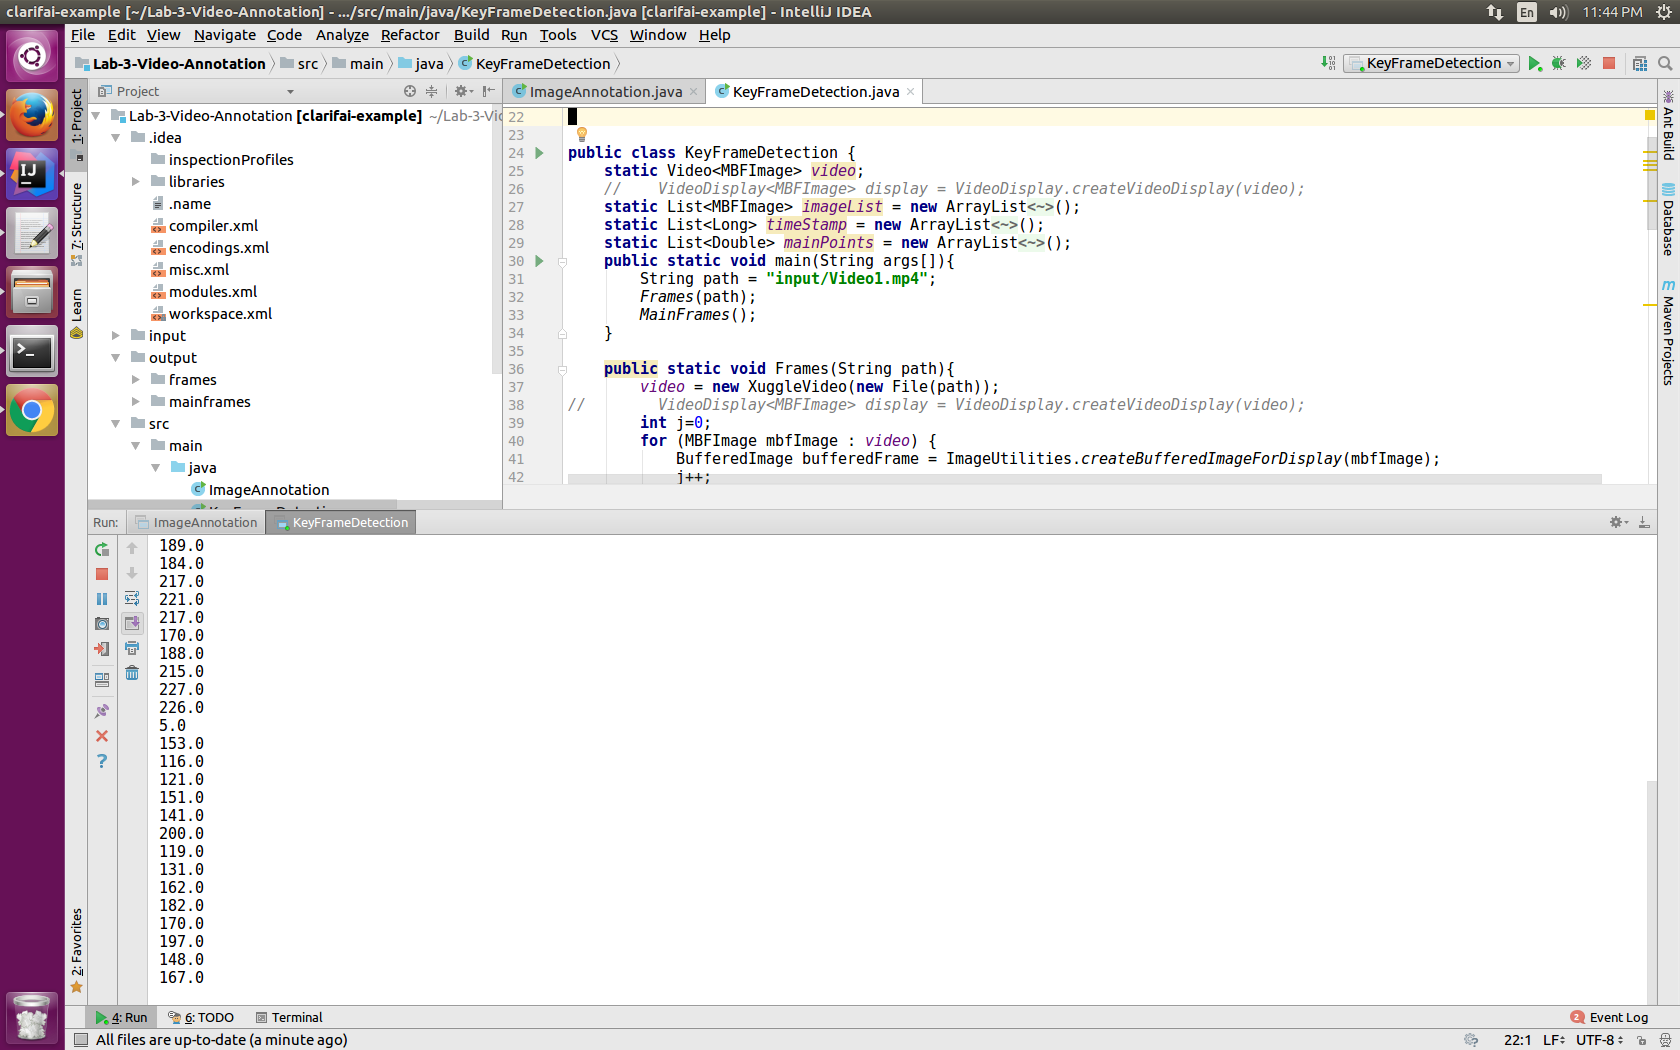 clarifai-example [~/Lab-3-Video-Annotation] - .../src/main/java/KeyFrameDetection.java [clarifai-example] - IntelliJ IDEA
En
11:44 PM
File Edit View Navigate Code Analyze Refactor Build Run Tools VCS Window Help
Lab-3-Video-Annotation src main java KeyFrameDetection
KeyFrameDetection
Project
ImageAnnotation.java KeyFrameDetection.java
1: Project
7: Structure
Learn
2: Favorites
Lab-3-Video-Annotation [clarifai-example] ~/Lab-3-Vid
.idea
inspectionProfiles
libraries
.name
compiler.xml
encodings.xml
misc.xml
modules.xml
workspace.xml
input
output
frames
mainframes
src
main
java
ImageAnnotation
22
23
24 public class KeyFrameDetection {
25 static Video<MBFImage> video;
26 // VideoDisplay<MBFImage> display = VideoDisplay.createVideoDisplay(video);
27 static List<MBFImage> imageList = new ArrayList<~>();
28 static List<Long> timeStamp = new ArrayList<~>();
29 static List<Double> mainPoints = new ArrayList<~>();
30 public static void main(String args[]){
31 String path = "input/Video1.mp4";
32 Frames(path);
33 MainFrames();
34 }
35
36 public static void Frames(String path){
37 video = new XuggleVideo(new File(path));
38 // VideoDisplay<MBFImage> display = VideoDisplay.createVideoDisplay(video);
39 int j=0;
40 for (MBFImage mbfImage : video) {
41 BufferedImage bufferedFrame = ImageUtilities.createBufferedImageForDisplay(mbfImage);
42 j++;
Ant Build
Database
Maven Projects
Run: ImageAnnotation KeyFrameDetection
189.0
184.0
217.0
221.0
217.0
170.0
188.0
215.0
227.0
226.0
5.0
153.0
116.0
121.0
151.0
141.0
200.0
119.0
131.0
162.0
182.0
170.0
197.0
148.0
167.0
4: Run 6: TODO Terminal
2 Event Log
All files are up-to-date (a minute ago)
22:1 LF UTF-8